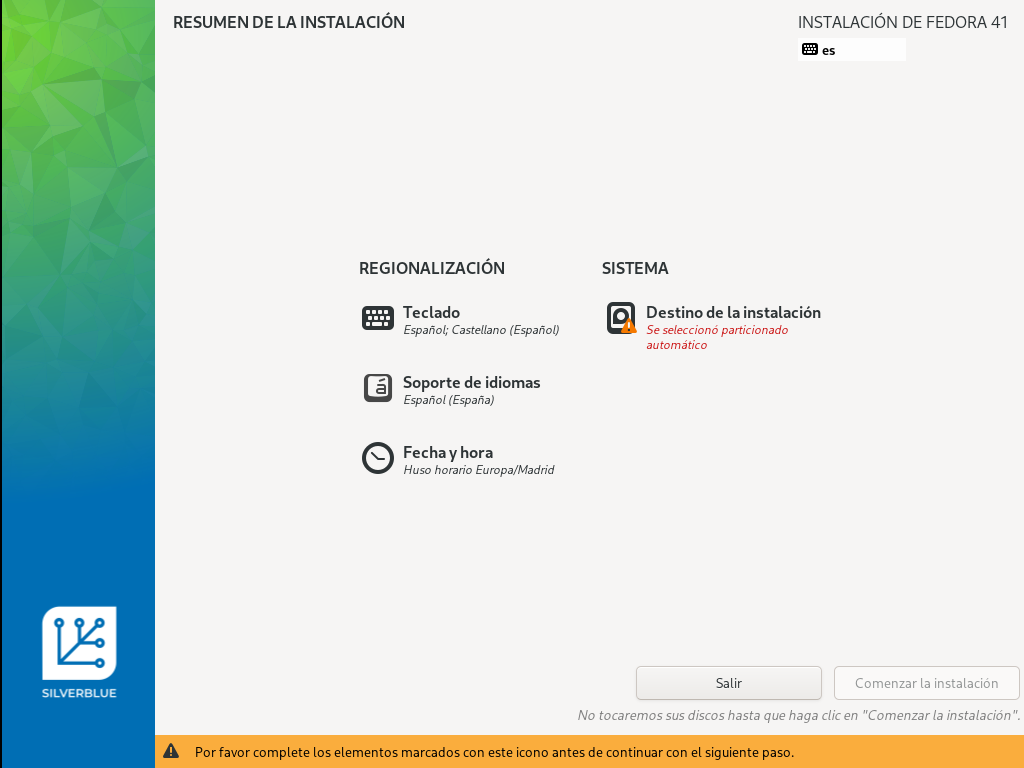 RESUMEN DE LA INSTALACIÓN
INSTALACIÓN DE FEDORA 41
es
REGIONALIZACIÓN
SISTEMA
Teclado
Español; Castellano (Español)
Destino de la instalación
Se seleccionó particionado
automático
Soporte de idiomas
Español (España)
Fecha y hora
Huso horario Europa/Madrid
SILVERBLUE
Salir
Comenzar la instalación
No tocaremos sus discos hasta que haga clic en "Comenzar la instalación".
Por favor complete los elementos marcados con este icono antes de continuar con el siguiente paso.